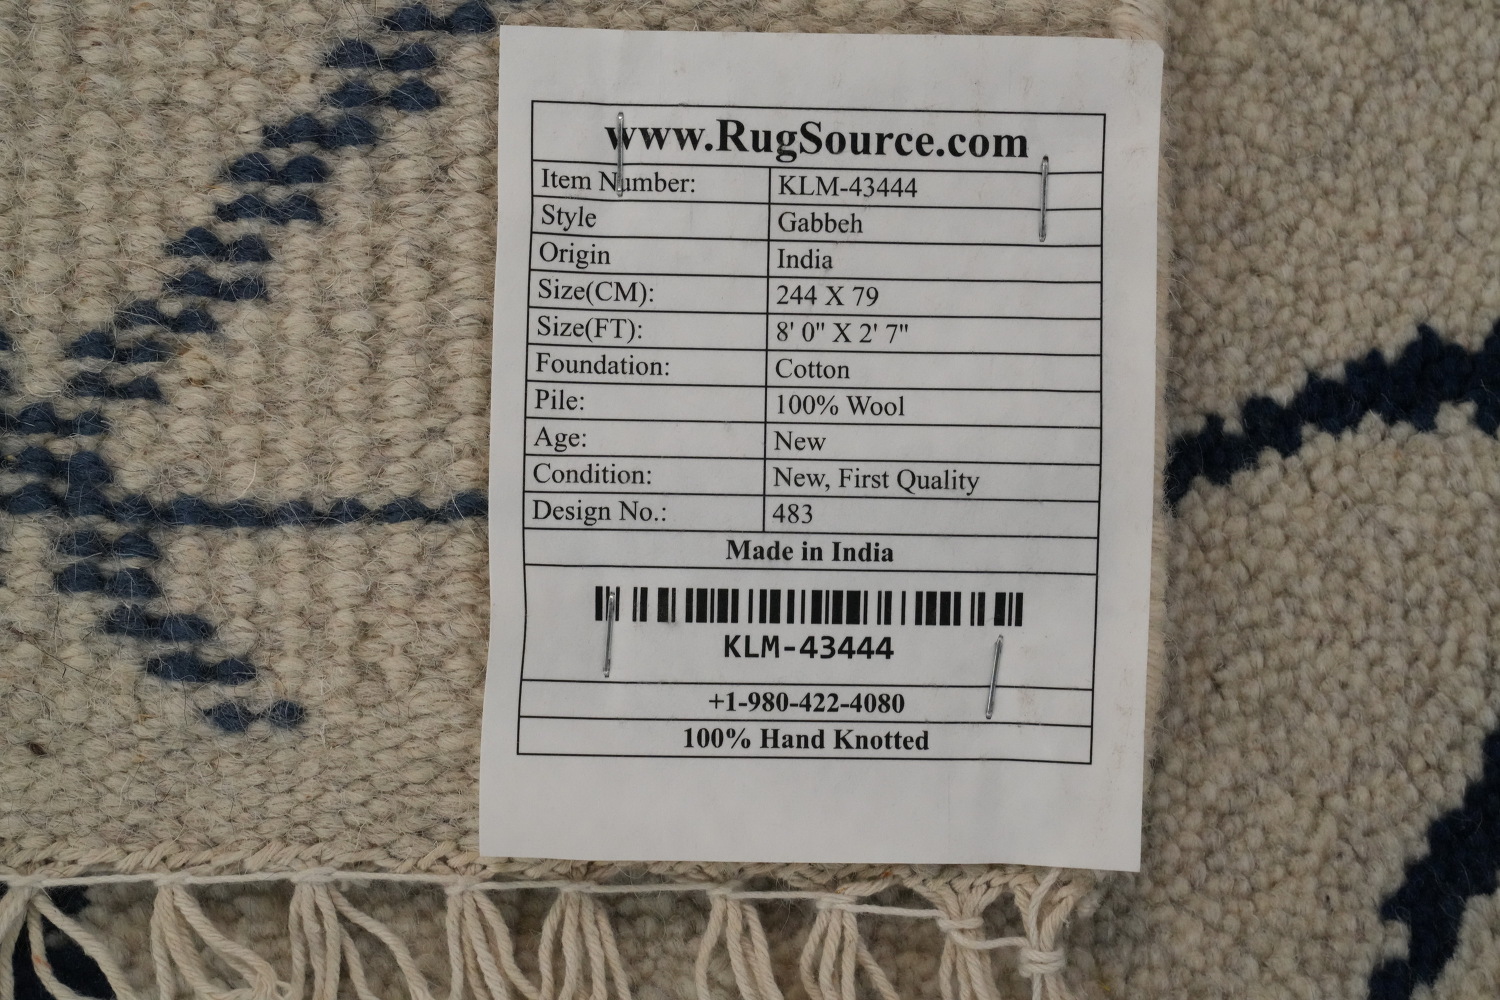 www.RugSource.com
Item Number: KLM-43444
Style Gabbeh
Origin India
Size(CM): 244 X 79
Size(FT): 8' 0" X 2' 7"
Foundation: Cotton
Pile: 100% Wool
Age: New
Condition: New, First Quality
Design No.: 483
Made in India
KLM-43444
+1-980-422-4080
100% Hand Knotted